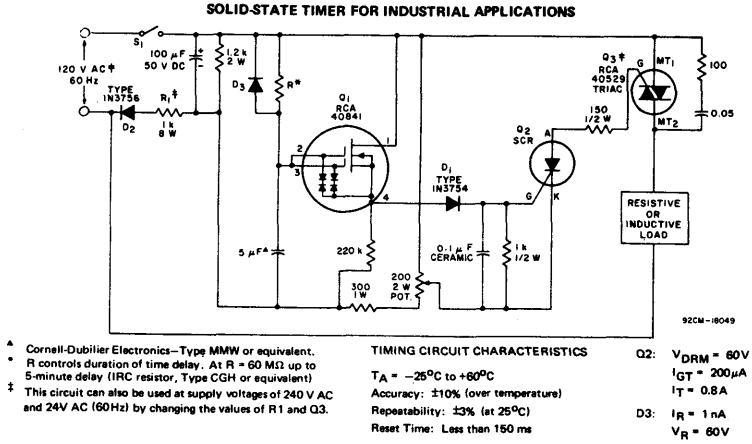 SOLID-STATE TIMER FOR INDUSTRIAL APPLICATIONS
S1
120 V AC‡
60 Hz
100 μF
50 V DC
+
−
1.2 k
2 W
D3
R*
TYPE
1N3756
D2
R1‡
1 k
8 W
Q1
RCA
40841
1
2
3
4
5 μF▲
220 k
300
1 W
200
2 W
POT.
D1
TYPE
1N3754
0.1 μF
CERAMIC
1 k
1/2 W
Q2
SCR
A
G
K
150
1/2 W
Q3‡
RCA
40529
TRIAC
G
MT1
MT2
100
0.05
RESISTIVE
OR
INDUCTIVE
LOAD
92CM-18049
▲ Cornell-Dubilier Electronics—Type MMW or equivalent.
* R controls duration of time delay. At R = 60 MΩ up to
5-minute delay (IRC resistor, Type CGH or equivalent)
‡ This circuit can also be used at supply voltages of 240 V AC
and 24V AC (60Hz) by changing the values of R1 and Q3.
TIMING CIRCUIT CHARACTERISTICS
TA = −25°C to +60°C
Accuracy: ±10% (over temperature)
Repeatability: ±3% (at 25°C)
Reset Time: Less than 150 ms
Q2: VDRM = 60V
IGT = 200μA
IT = 0.8A
D3: IR = 1 nA
VR = 60V